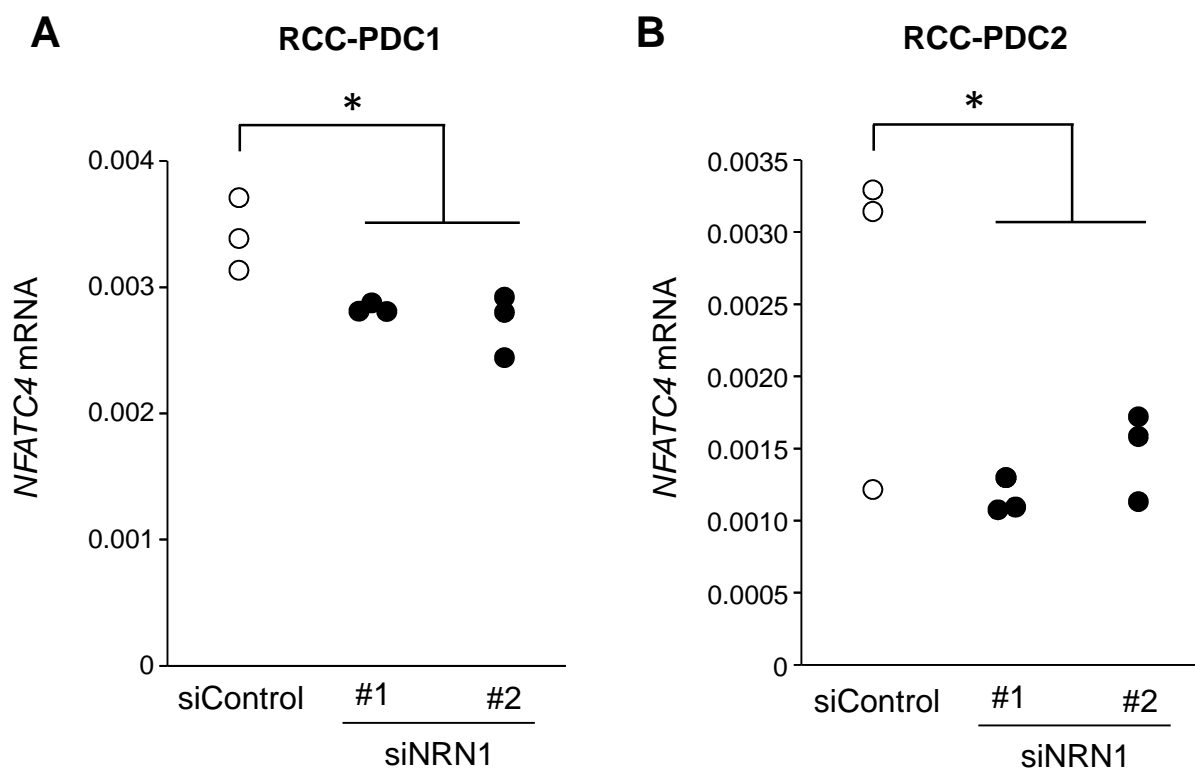 A
RCC-PDC1
*
0.004
0.003
0.002
0.001
0
NFATC4 mRNA
siControl
#1
#2
siNRN1
B
RCC-PDC2
*
0.0035
0.0030
0.0025
0.0020
0.0015
0.0010
0.0005
0
NFATC4 mRNA
siControl
#1
#2
siNRN1